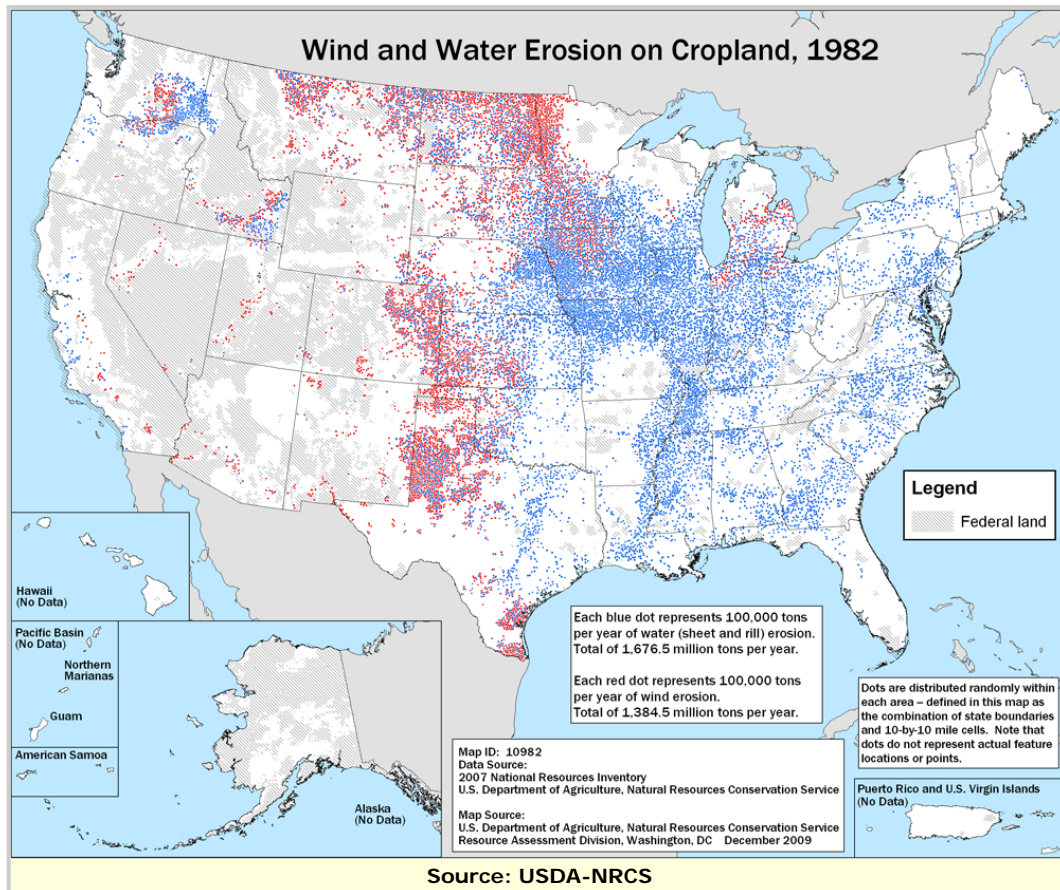 Wind and Water Erosion on Cropland, 1982
Legend
Federal land
Hawaii
(No Data)
Pacific Basin
(No Data)
Northern
Marianas
Guam
American Samoa
Alaska
(No Data)
Each blue dot represents 100,000 tons
per year of water (sheet and rill) erosion.
Total of 1,676.5 million tons per year.
Each red dot represents 100,000 tons
per year of wind erosion.
Total of 1,384.5 million tons per year.
Map ID: 10982
Data Source:
2007 National Resources Inventory
U.S. Department of Agriculture, Natural Resources Conservation Service
Map Source:
U.S. Department of Agriculture, Natural Resources Conservation Service
Resource Assessment Division, Washington, DC December 2009
Dots are distributed randomly within
each area – defined in this map as
the combination of state boundaries
and 10-by-10 mile cells. Note that
dots do not represent actual feature
locations or points.
Puerto Rico and U.S. Virgin Islands
(No Data)
Source: USDA-NRCS